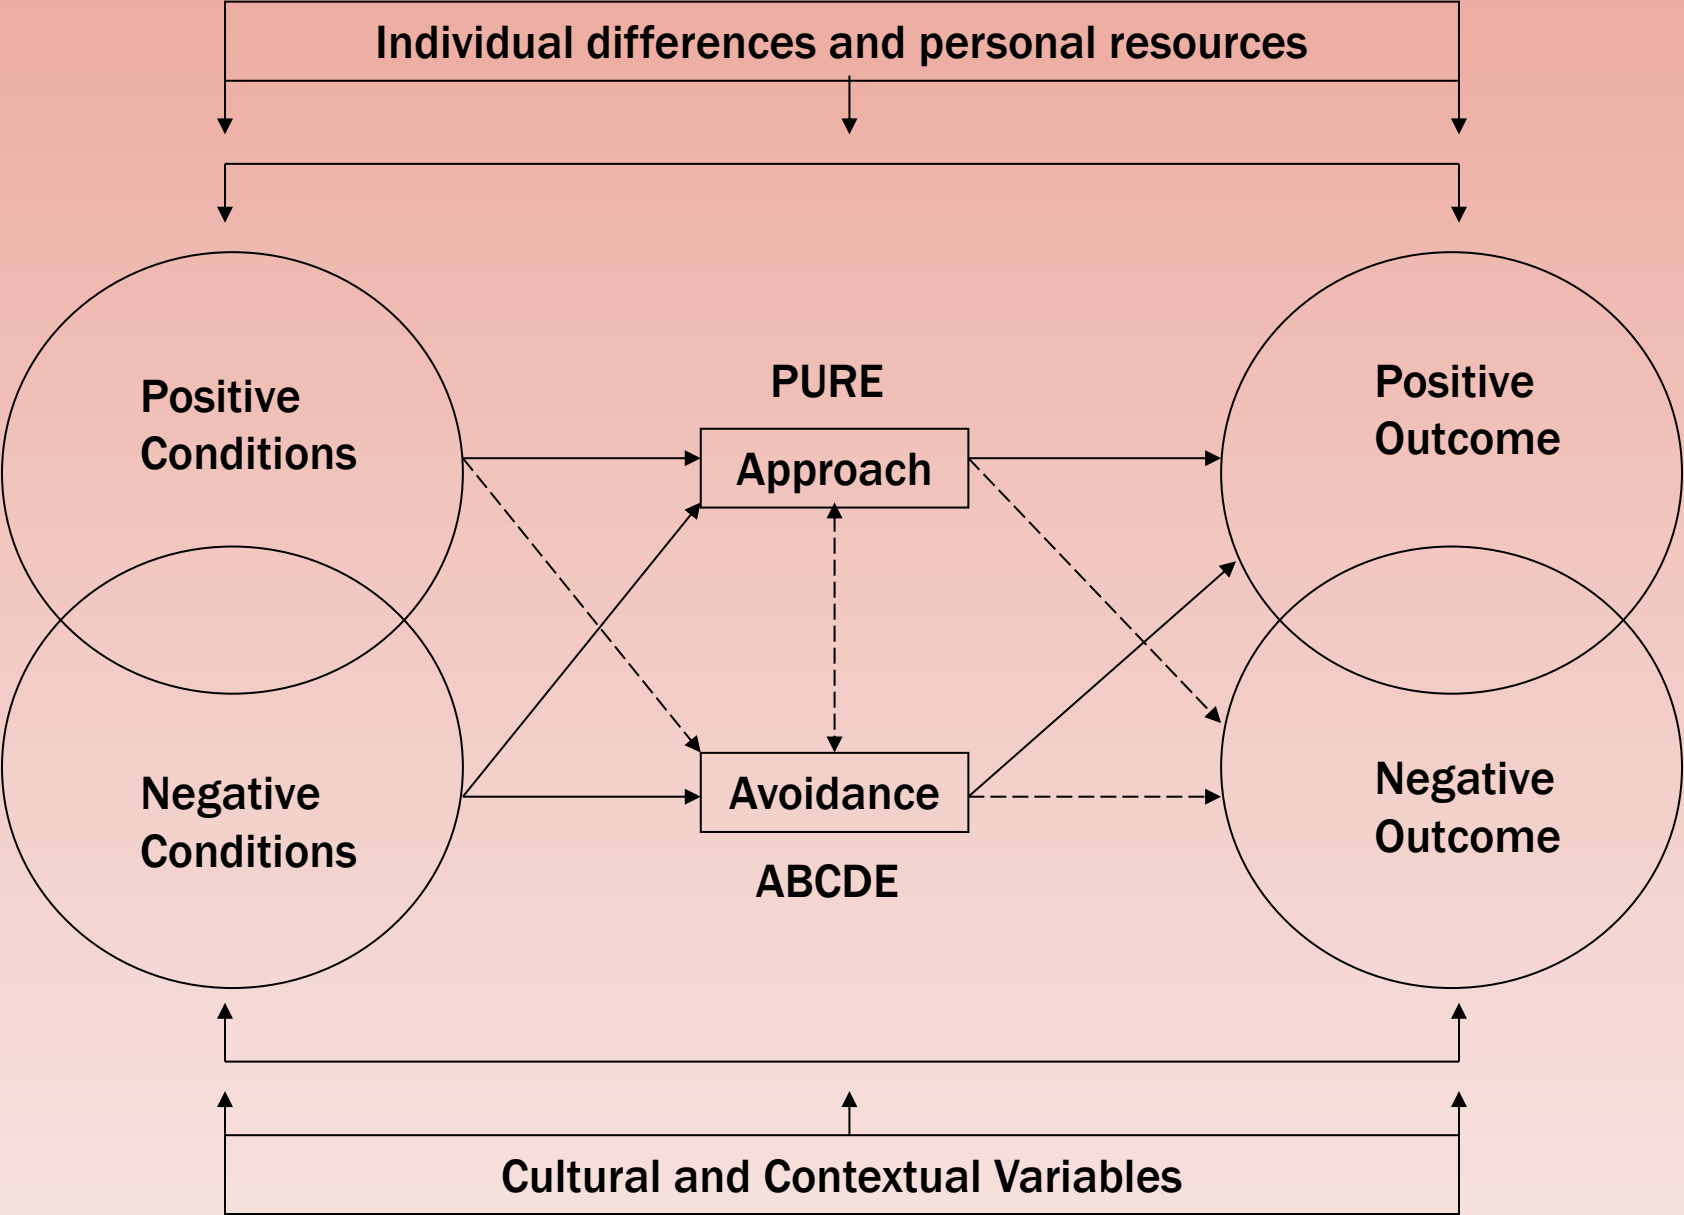 Individual differences and personal resources
Positive
Conditions
PURE
Approach
Positive
Outcome
Negative
Conditions
Avoidance
ABCDE
Negative
Outcome
Cultural and Contextual Variables